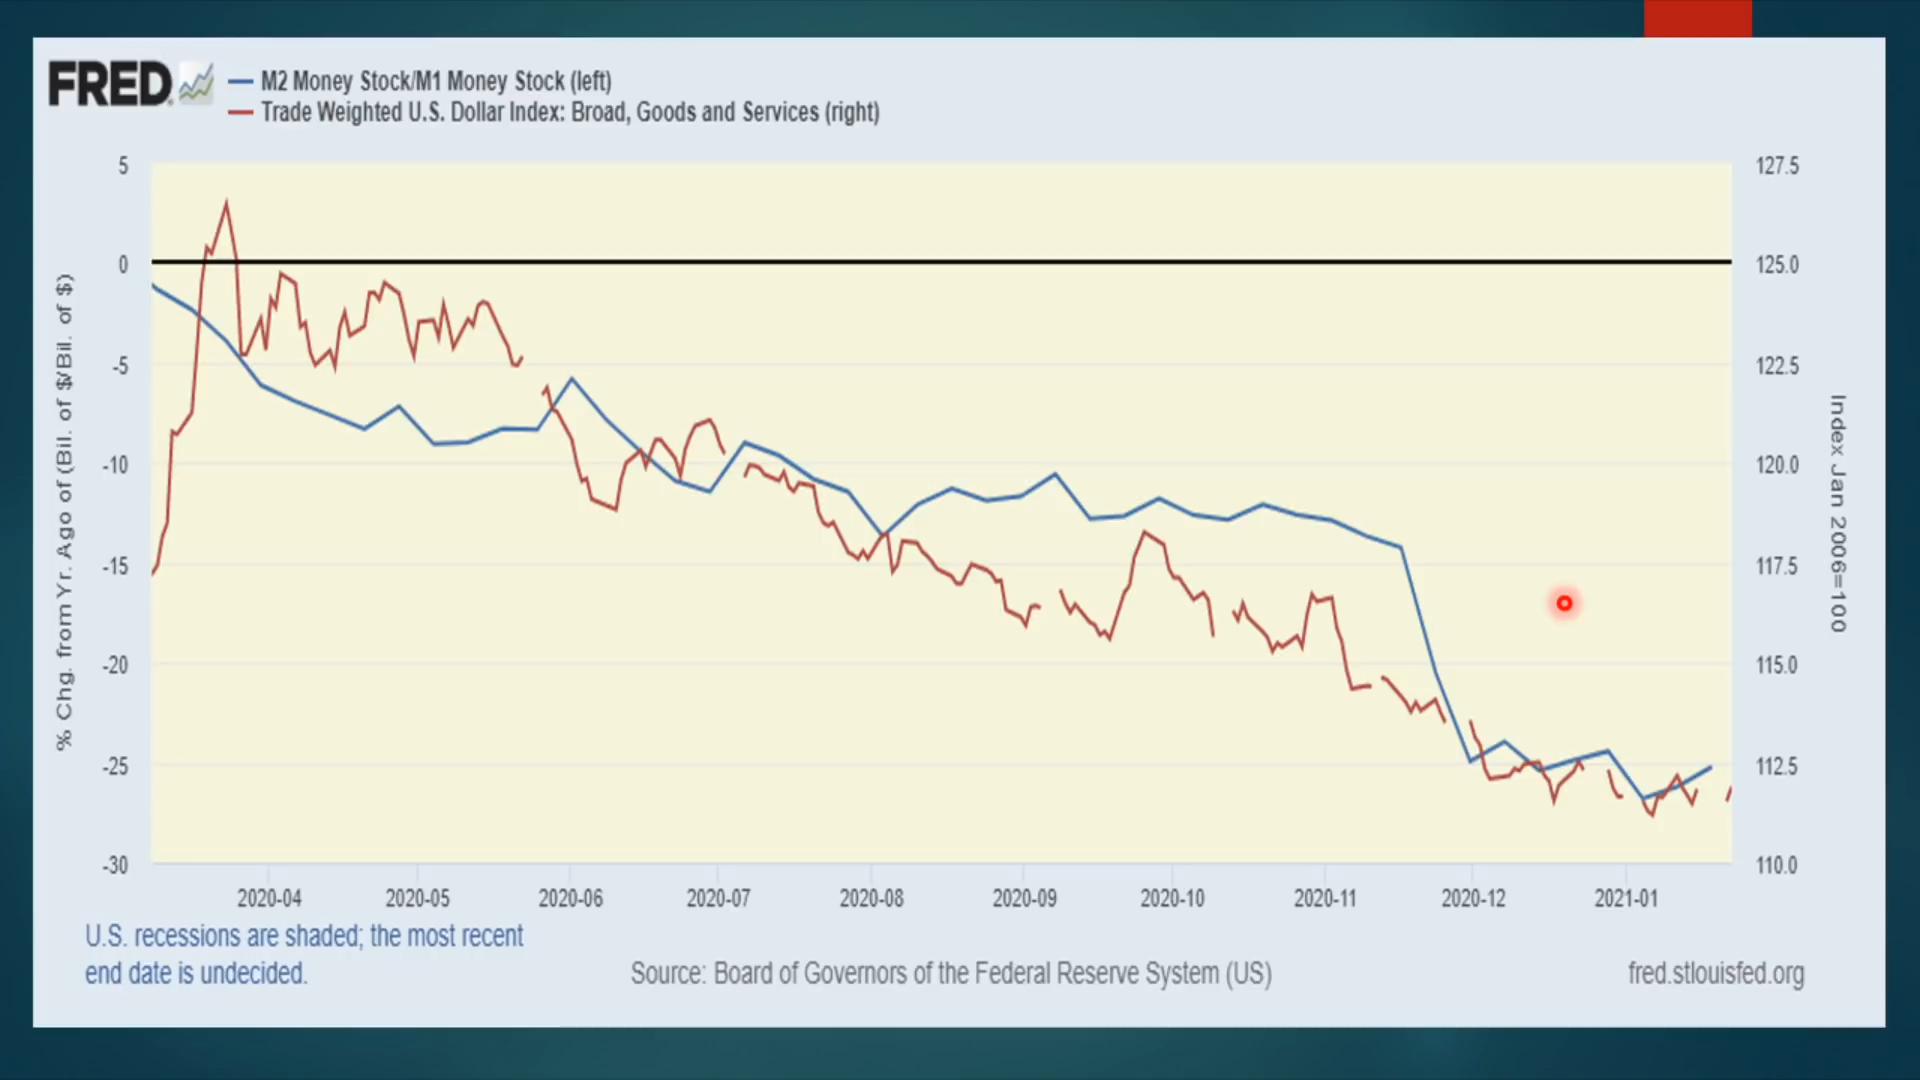 FRED
M2 Money Stock/M1 Money Stock (left)
Trade Weighted U.S. Dollar Index: Broad, Goods and Services (right)
% Chg. from Yr. Ago of (Bil. of $/Bil. of $)
5
0
-5
-10
-15
-20
-25
-30
127.5
125.0
122.5
120.0
117.5
115.0
112.5
110.0
Index Jan 2006=100
2020-04 2020-05 2020-06 2020-07 2020-08 2020-09 2020-10 2020-11 2020-12 2021-01
U.S. recessions are shaded; the most recent
end date is undecided.
Source: Board of Governors of the Federal Reserve System (US)
fred.stlouisfed.org